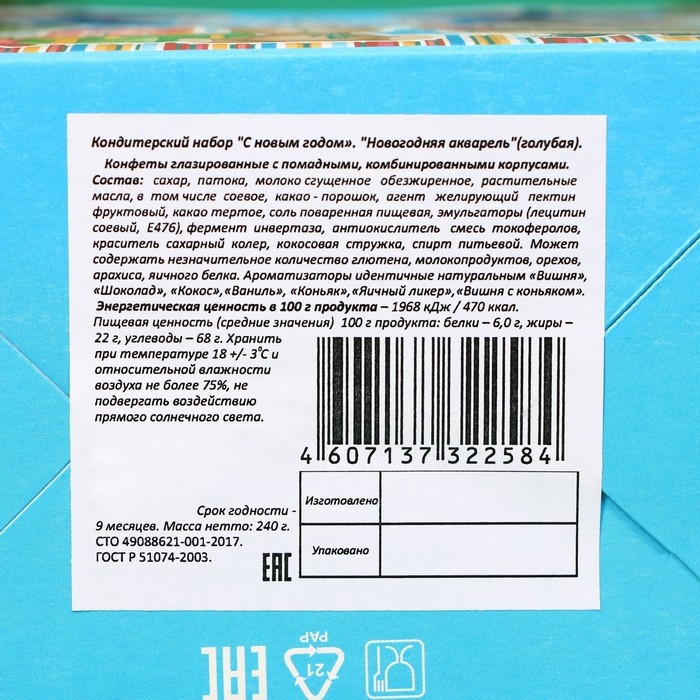 Кондитерский набор "С новым годом». "Новогодняя акварель"(голубая).
Конфеты глазированные с помадными, комбинированными корпусами.
Состав: сахар, патока, молоко сгущенное обезжиренное, растительные
масла, в том числе соевое, какао - порошок, агент желирующий пектин
фруктовый, какао тертое, соль поваренная пищевая, эмульгаторы (лецитин
соевый, Е476), фермент инвертаза, антиокислитель смесь токоферолов,
краситель сахарный колер, кокосовая стружка, спирт питьевой. Может
содержать незначительное количество глютена, молокопродуктов, орехов,
арахиса, яичного белка. Ароматизаторы идентичные натуральным «Вишня»,
«Шоколад», «Кокос»,«Ваниль», «Коньяк»,«Яичный ликер»,«Вишня с коньяком».
Энергетическая ценность в 100 г продукта – 1968 кДж / 470 ккал.
Пищевая ценность (средние значения) 100 г продукта: белки – 6,0 г, жиры –
22 г, углеводы – 68 г. Хранить
при температуре 18 +/- 3°С и
относительной влажности
воздуха не более 75%, не
подвергать воздействию
прямого солнечного света.
4 607137 322584
Изготовлено
Упаковано
Срок годности -
9 месяцев. Масса нетто: 240 г.
СТО 49088621-001-2017.
ГОСТ Р 51074-2003.
ЕАС
ЕАС
21
PAP